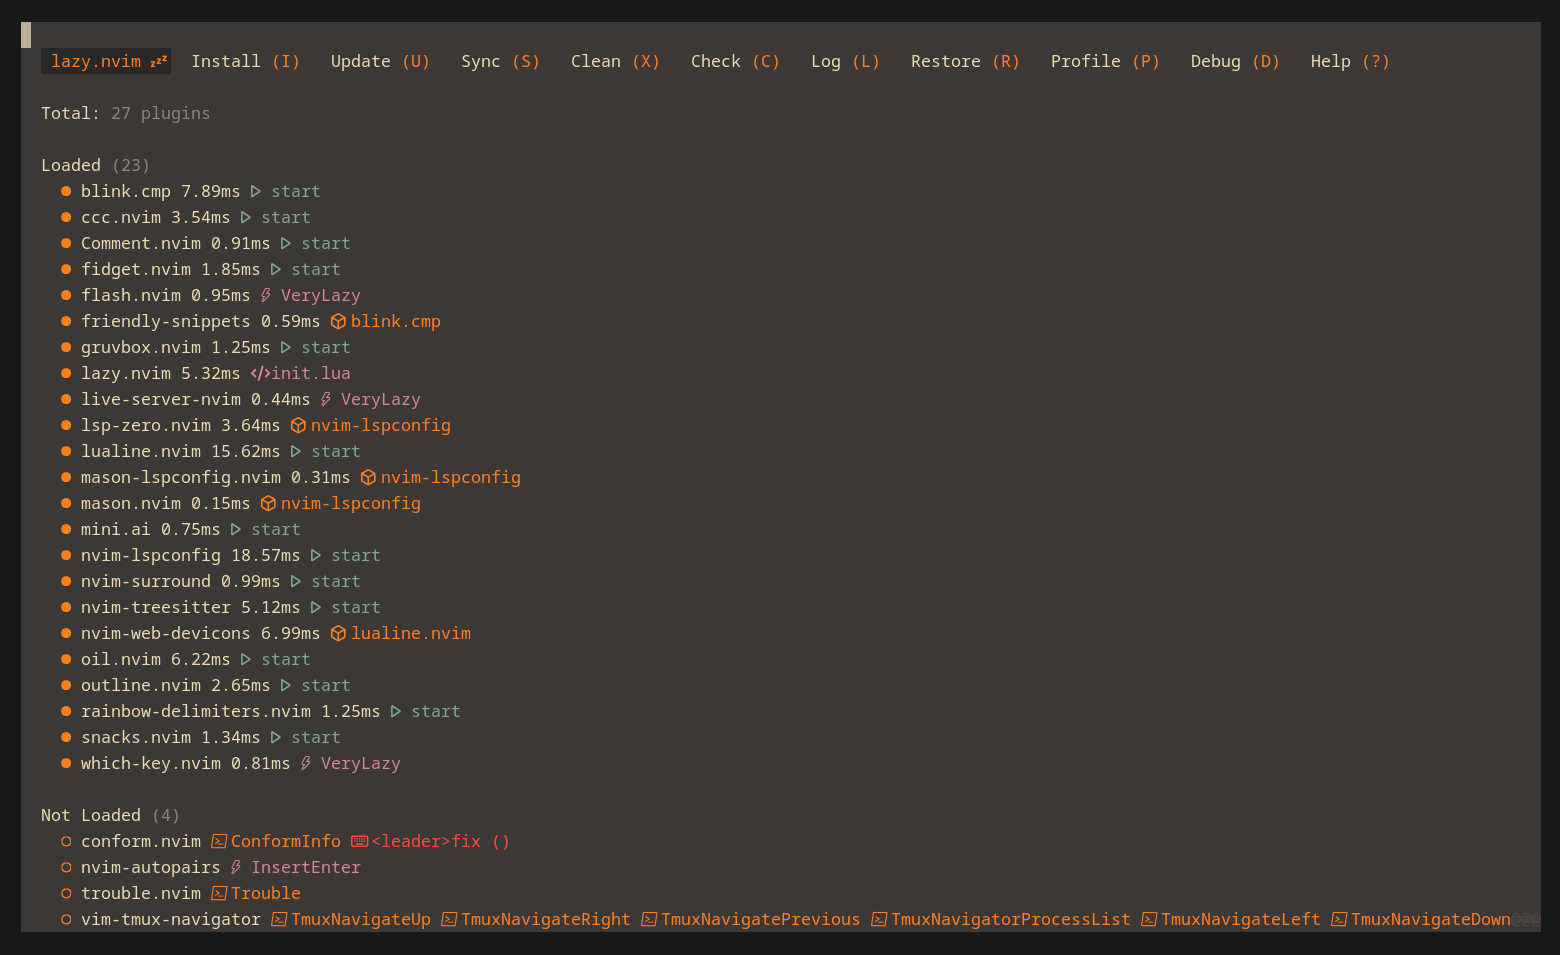 lazy.nvim 💤 Install (I) Update (U) Sync (S) Clean (X) Check (C) Log (L) Restore (R) Profile (P) Debug (D) Help (?)
Total: 27 plugins
Loaded (23)
● blink.cmp 7.89ms ▷ start
● ccc.nvim 3.54ms ▷ start
● Comment.nvim 0.91ms ▷ start
● fidget.nvim 1.85ms ▷ start
● flash.nvim 0.95ms VeryLazy
● friendly-snippets 0.59ms blink.cmp
● gruvbox.nvim 1.25ms ▷ start
● lazy.nvim 5.32ms </>init.lua
● live-server-nvim 0.44ms VeryLazy
● lsp-zero.nvim 3.64ms nvim-lspconfig
● lualine.nvim 15.62ms ▷ start
● mason-lspconfig.nvim 0.31ms nvim-lspconfig
● mason.nvim 0.15ms nvim-lspconfig
● mini.ai 0.75ms ▷ start
● nvim-lspconfig 18.57ms ▷ start
● nvim-surround 0.99ms ▷ start
● nvim-treesitter 5.12ms ▷ start
● nvim-web-devicons 6.99ms lualine.nvim
● oil.nvim 6.22ms ▷ start
● outline.nvim 2.65ms ▷ start
● rainbow-delimiters.nvim 1.25ms ▷ start
● snacks.nvim 1.34ms ▷ start
● which-key.nvim 0.81ms VeryLazy
Not Loaded (4)
○ conform.nvim ConformInfo <leader>fix ()
○ nvim-autopairs InsertEnter
○ trouble.nvim Trouble
○ vim-tmux-navigator TmuxNavigateUp TmuxNavigateRight TmuxNavigatePrevious TmuxNavigatorProcessList TmuxNavigateLeft TmuxNavigateDown@@@